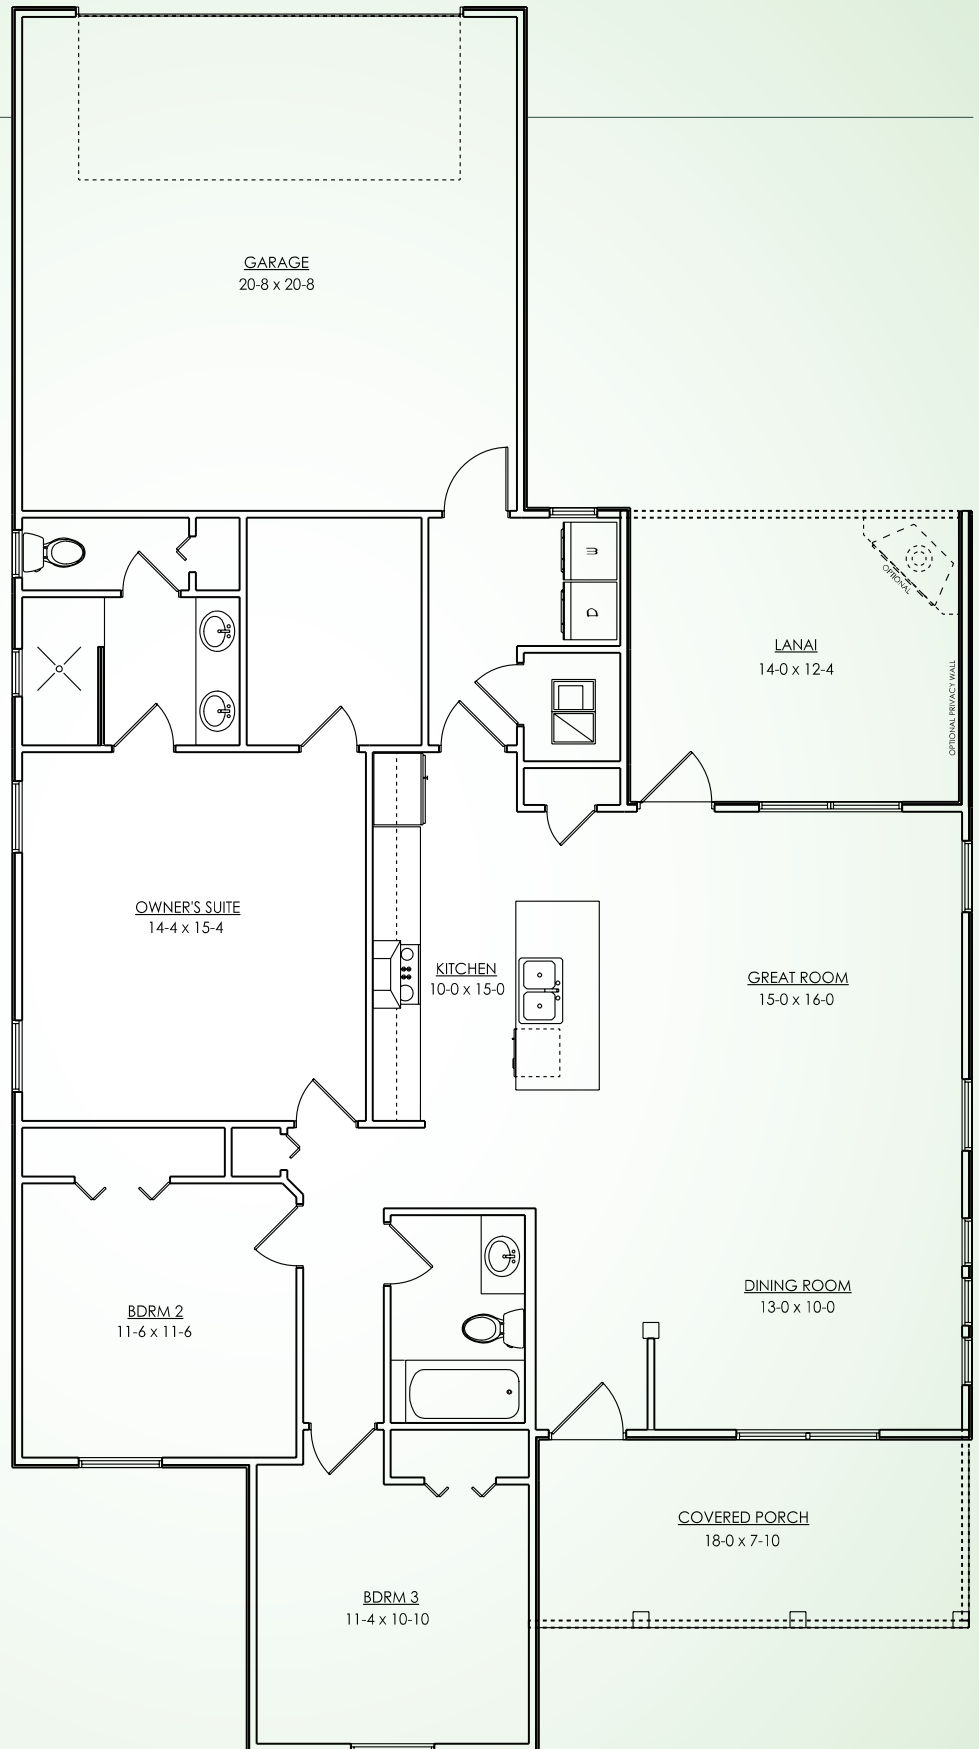 GARAGE
20-8 x 20-8
W
D
OPTIONAL
LANAI
14-0 x 12-4
OPTIONAL PRIVACY WALL
OWNER'S SUITE
14-4 x 15-4
KITCHEN
10-0 x 15-0
GREAT ROOM
15-0 x 16-0
DINING ROOM
13-0 x 10-0
BDRM 2
11-6 x 11-6
COVERED PORCH
18-0 x 7-10
BDRM 3
11-4 x 10-10